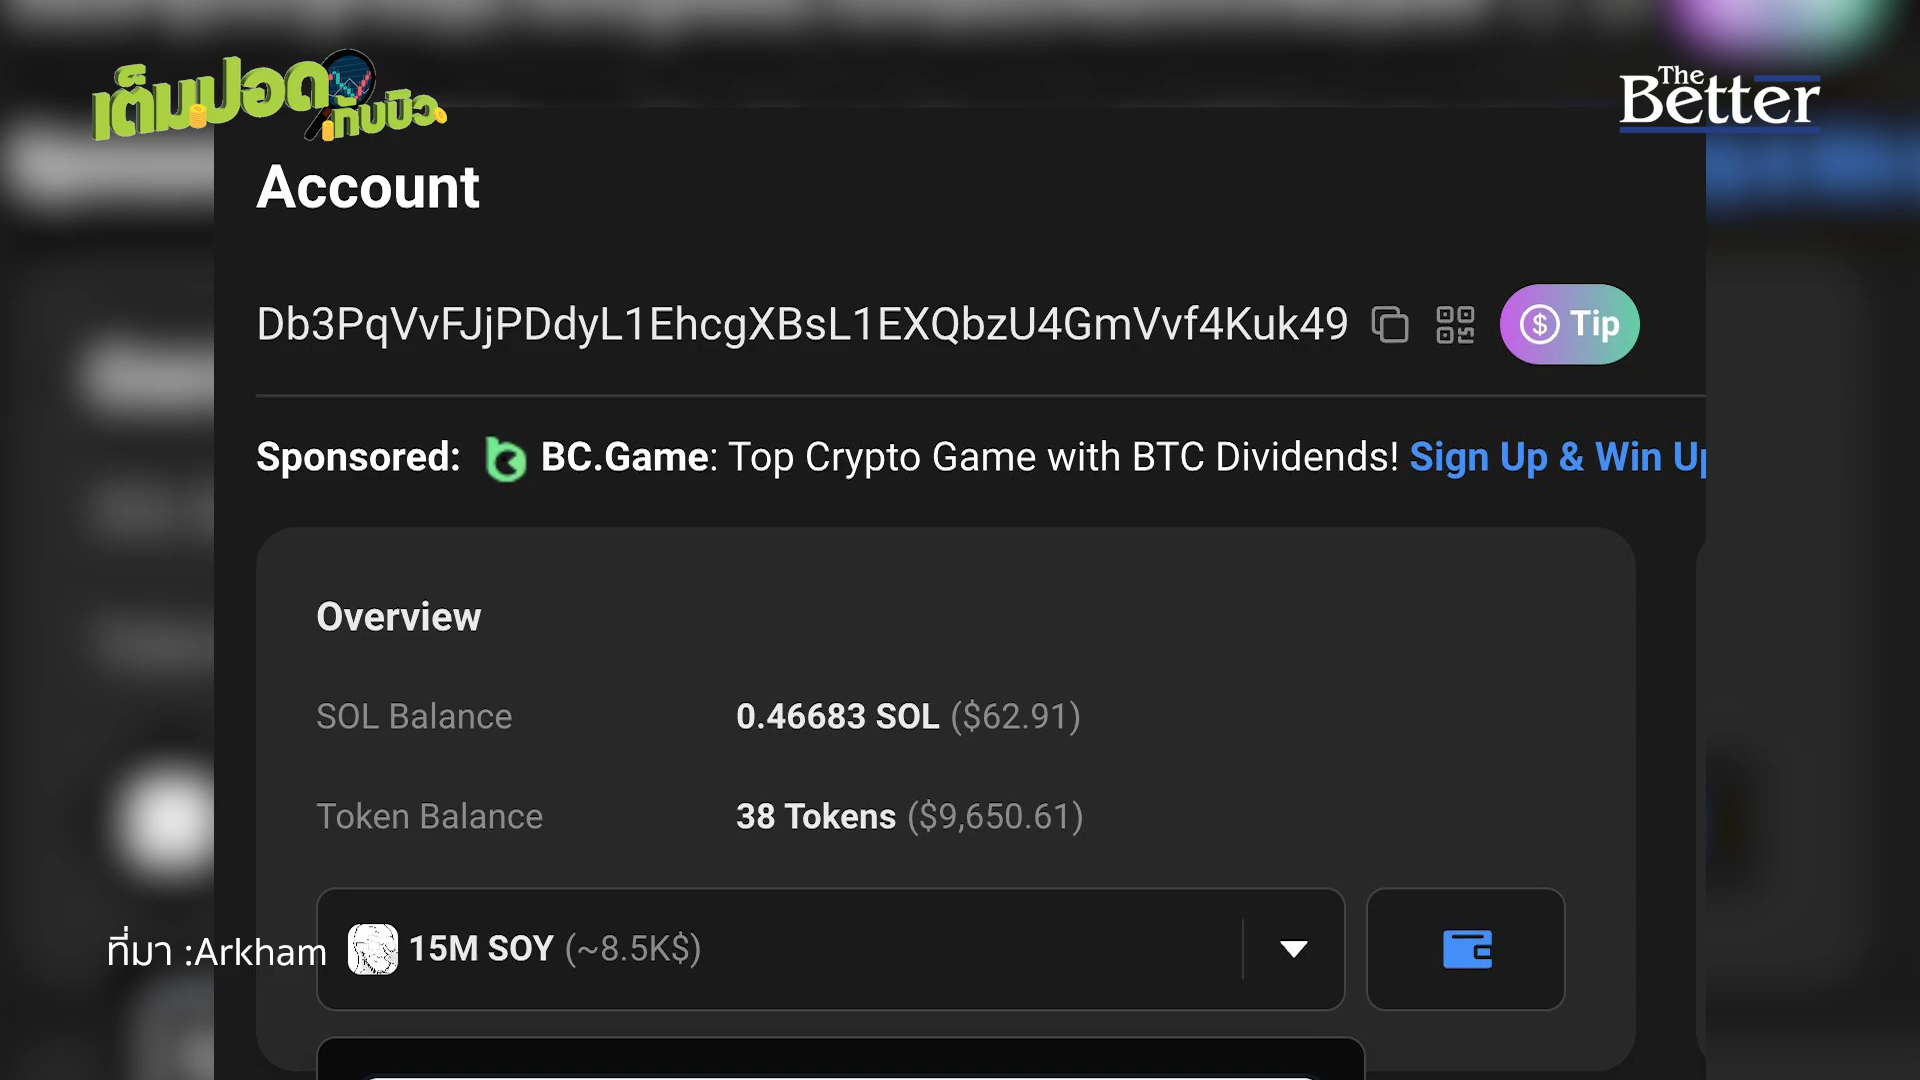 เต็มปอด
กับบิว
The
Better
Account
Db3PqVvFJjPDdyL1EhcgXBsL1EXQbzU4GmVvf4Kuk49
Tip
Sponsored: BC.Game: Top Crypto Game with BTC Dividends! Sign Up & Win Up
Overview
SOL Balance 0.46683 SOL ($62.91)
Token Balance 38 Tokens ($9,650.61)
15M SOY (~8.5K$)
ที่มา :Arkham